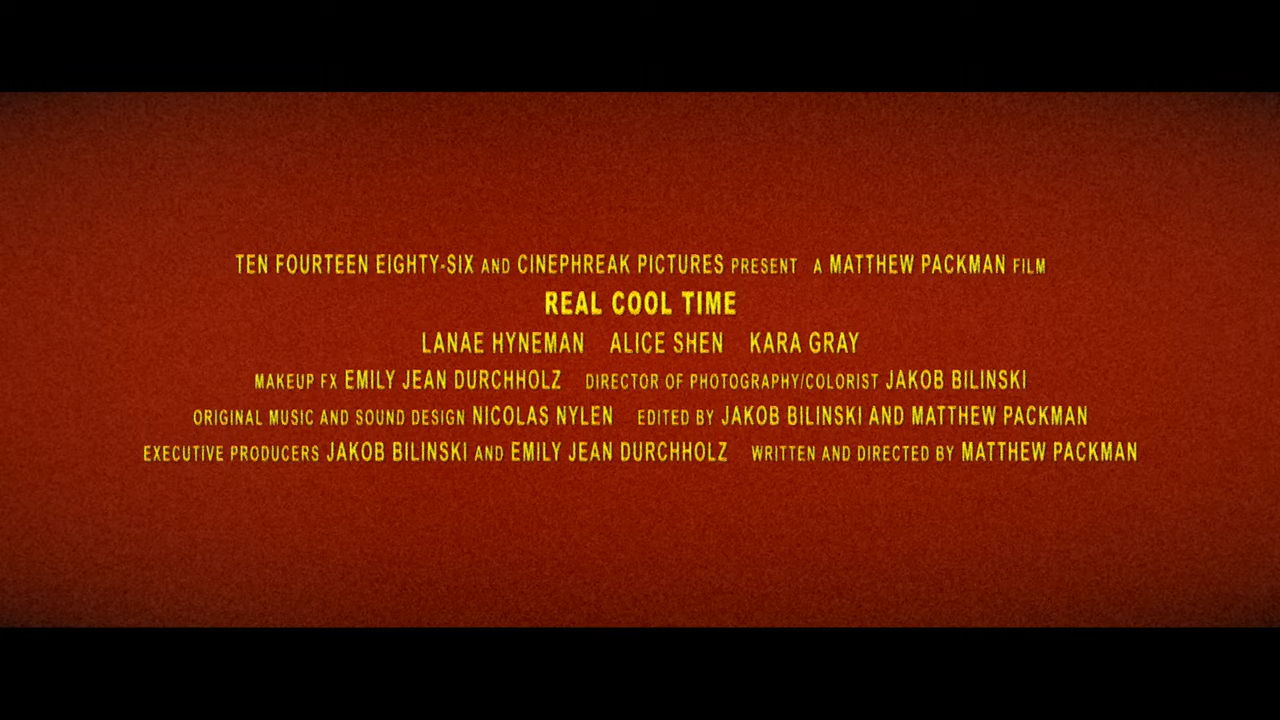 TEN FOURTEEN EIGHTY-SIX AND CINEPHREAK PICTURES PRESENT A MATTHEW PACKMAN FILM
REAL COOL TIME
LANAE HYNEMAN ALICE SHEN KARA GRAY
MAKEUP FX EMILY JEAN DURCHHOLZ DIRECTOR OF PHOTOGRAPHY/COLORIST JAKOB BILINSKI
ORIGINAL MUSIC AND SOUND DESIGN NICOLAS NYLEN EDITED BY JAKOB BILINSKI AND MATTHEW PACKMAN
EXECUTIVE PRODUCERS JAKOB BILINSKI AND EMILY JEAN DURCHHOLZ WRITTEN AND DIRECTED BY MATTHEW PACKMAN